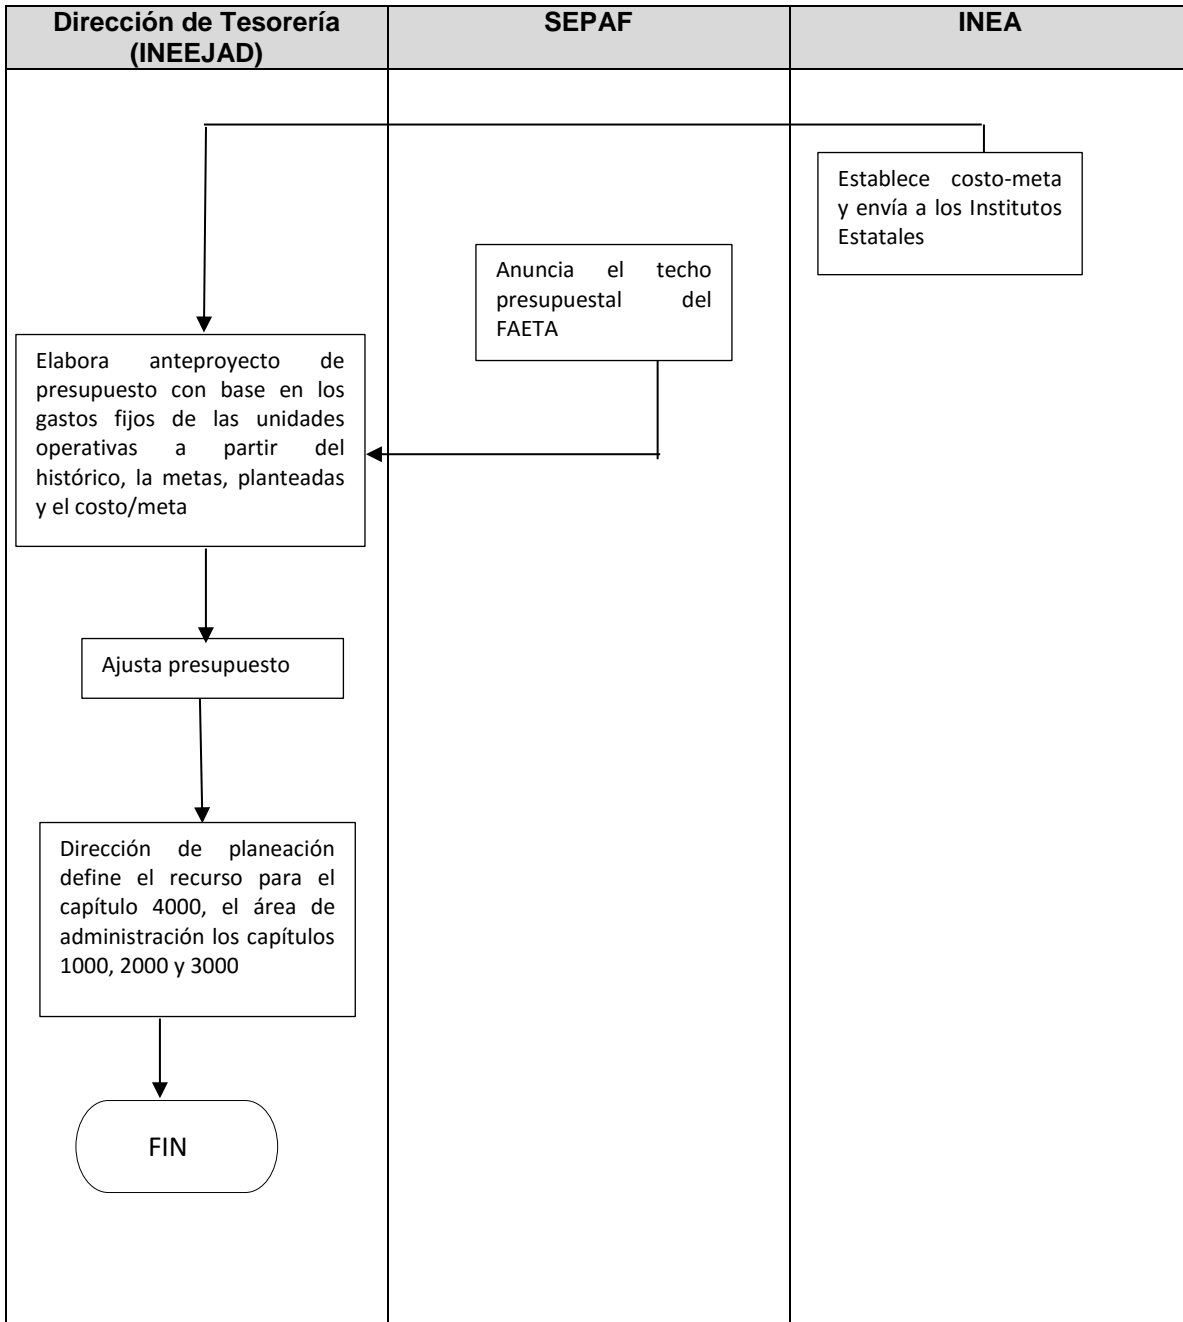 Dirección de Tesorería
(INEEJAD)
SEPAF
INEA
Establece costo-meta
y envía a los Institutos
Estatales
Anuncia el techo
presupuestal del
FAETA
Elabora anteproyecto de
presupuesto con base en los
gastos fijos de las unidades
operativas a partir del
histórico, la metas, planteadas
y el costo/meta
Ajusta presupuesto
Dirección de planeación
define el recurso para el
capítulo 4000, el área de
administración los capítulos
1000, 2000 y 3000
FIN